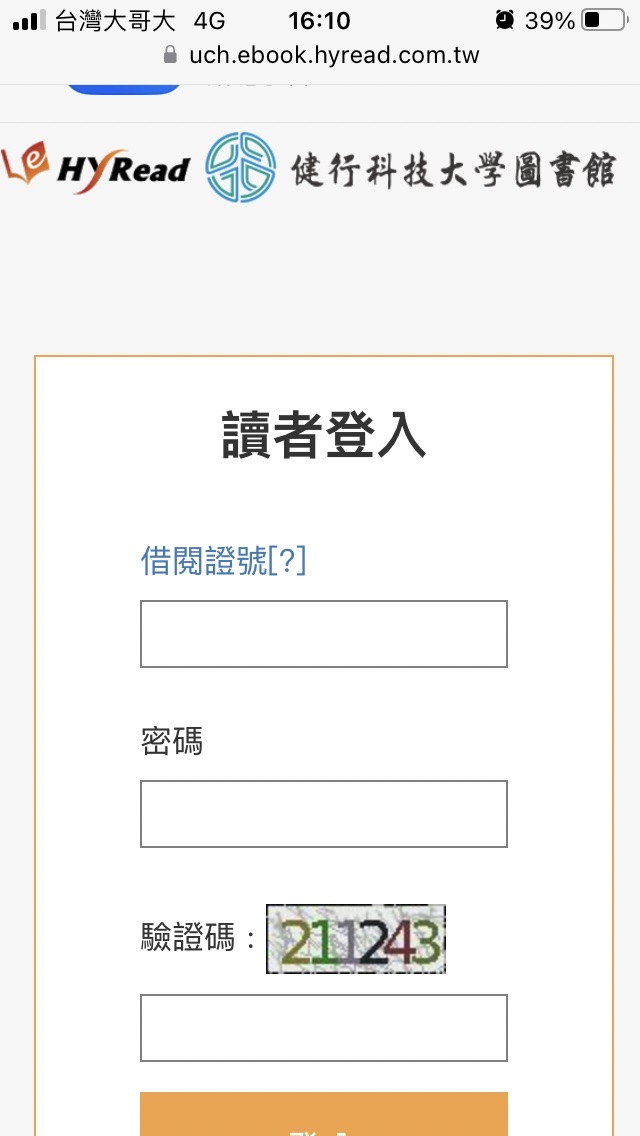 台灣大哥大 4G 16:10 39%
uch.ebook.hyread.com.tw
HYRead 健行科技大學圖書館
讀者登入
借閱證號[?]
密碼
驗證碼：211243